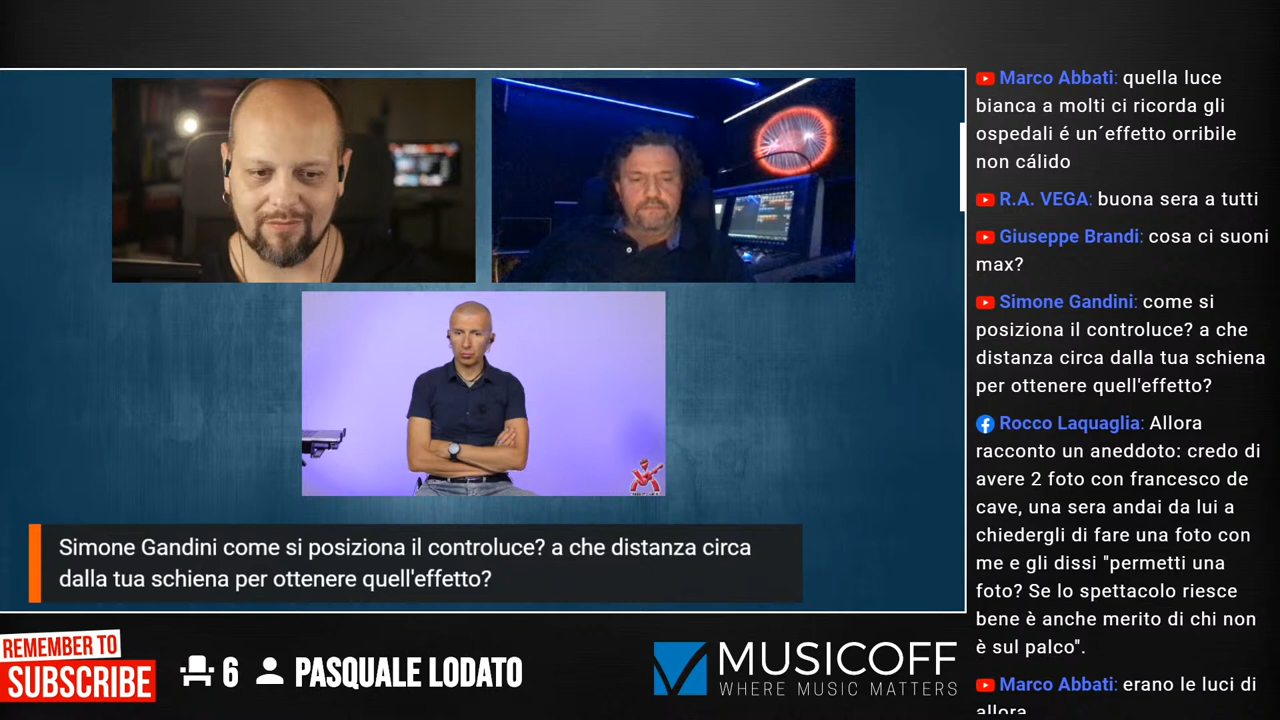 Simone Gandini come si posiziona il controluce? a che distanza circa
dalla tua schiena per ottenere quell'effetto?
REMEMBER TO
SUBSCRIBE
6 PASQUALE LODATO
MUSICOFF
WHERE MUSIC MATTERS
Marco Abbati: quella luce
bianca a molti ci ricorda gli
ospedali é un´effetto orribile
non cálido
R.A. VEGA: buona sera a tutti
Giuseppe Brandi: cosa ci suoni
max?
Simone Gandini: come si
posiziona il controluce? a che
distanza circa dalla tua schiena
per ottenere quell'effetto?
Rocco Laquaglia: Allora
racconto un aneddoto: credo di
avere 2 foto con francesco de
cave, una sera andai da lui a
chiedergli di fare una foto con
me e gli dissi "permetti una
foto? Se lo spettacolo riesce
bene è anche merito di chi non
è sul palco".
Marco Abbati: erano le luci di
allora